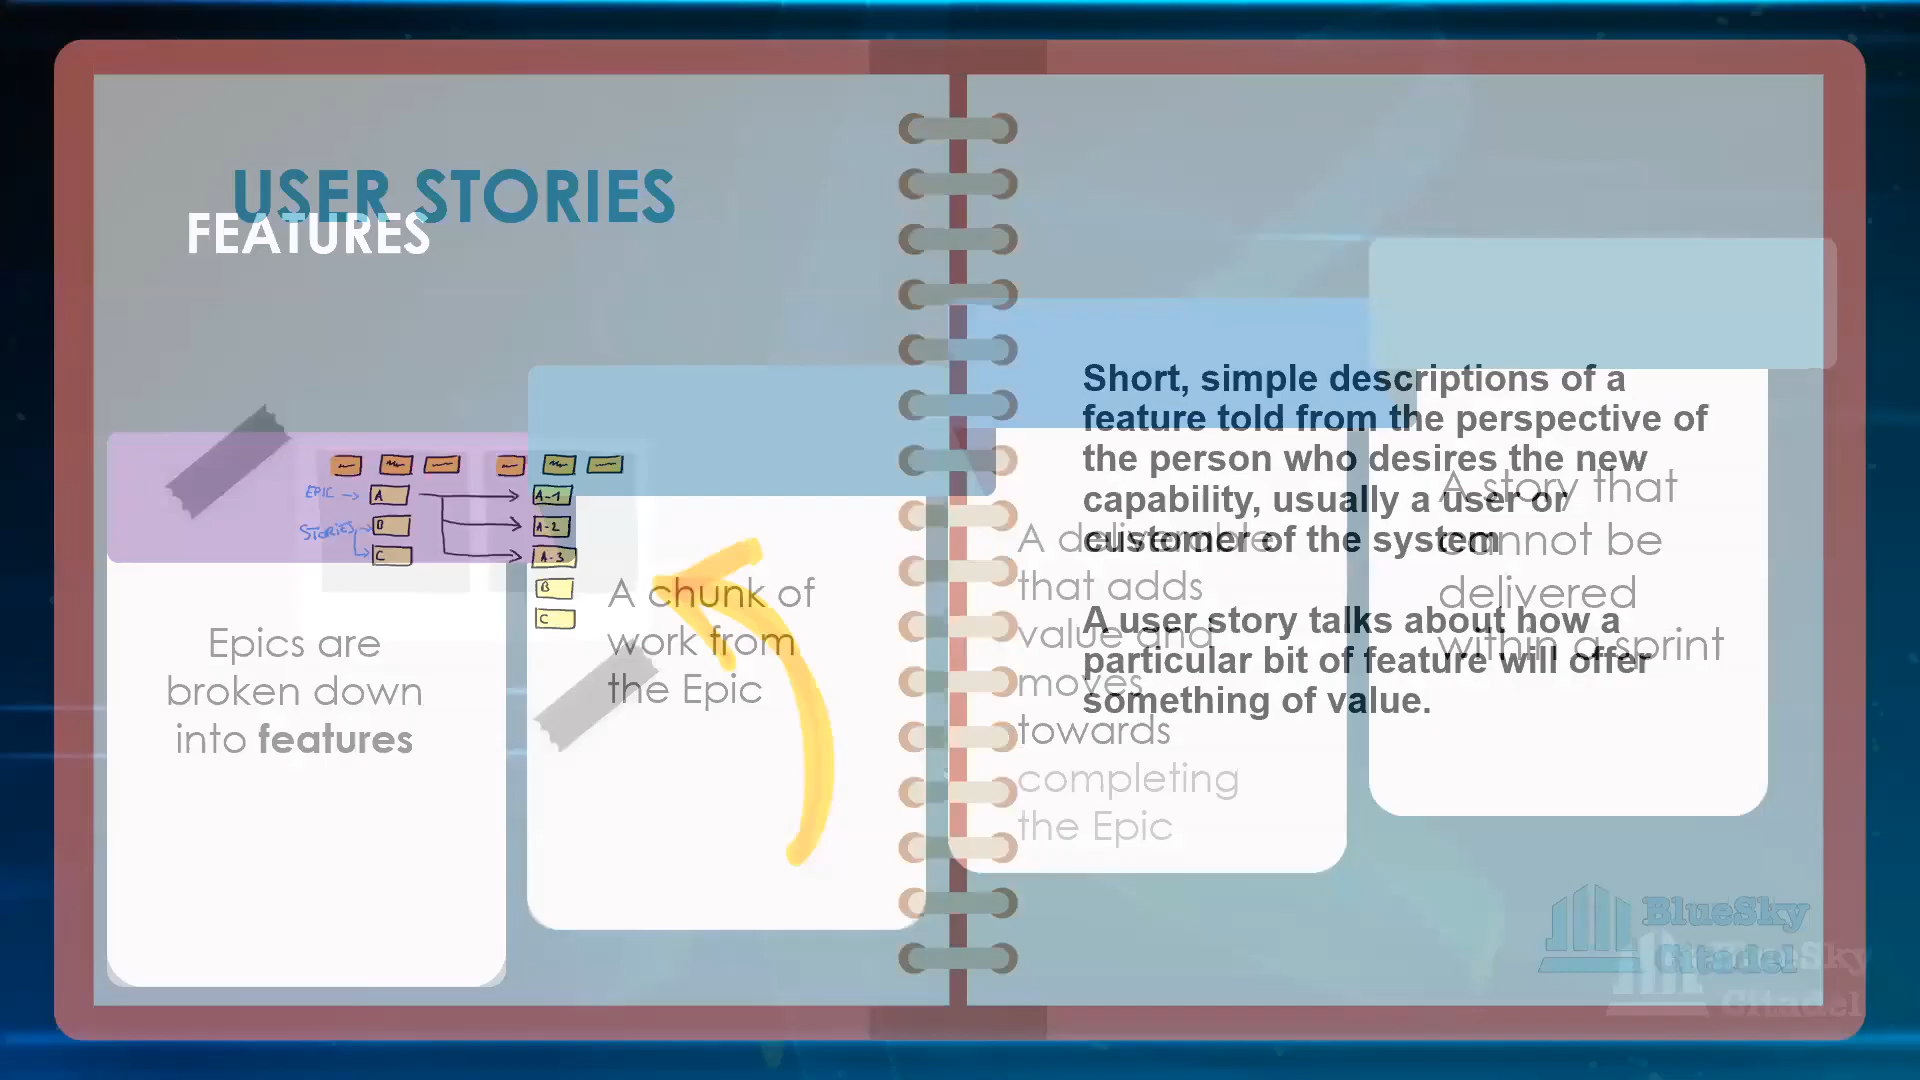 USER STORIES
FEATURES
EPIC
A
A-1
STORIES
B
A-2
C
A-3
B
C
Epics are
broken down
into features
A chunk of
work from
the Epic
A deliverable
that adds
value and
moves
towards
completing
the Epic
Short, simple descriptions of a
feature told from the perspective of
the person who desires the new
capability, usually a user or
customer of the system
A user story talks about how a
particular bit of feature will offer
something of value.
A story that
cannot be
delivered
within a sprint
BlueSky
Citadel
BlueSky
Citadel